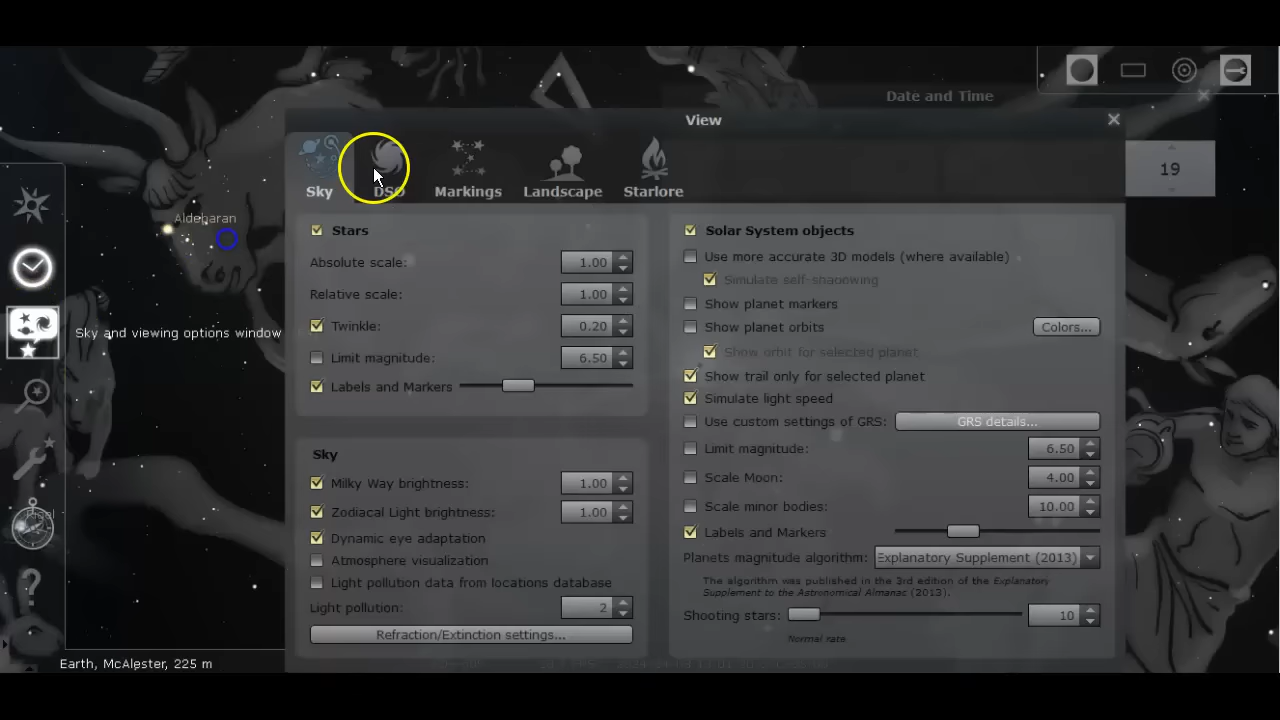 Date and Time
View
19
Sky
DSO
Markings
Landscape
Starlore
Aldebaran
Sky and viewing options window
Stars
Absolute scale: 1.00
Relative scale: 1.00
Twinkle: 0.20
Limit magnitude: 6.50
Labels and Markers
Sky
Milky Way brightness: 1.00
Zodiacal Light brightness: 1.00
Dynamic eye adaptation
Atmosphere visualization
Light pollution data from locations database
Light pollution: 2
Refraction/Extinction settings...
Solar System objects
Use more accurate 3D models (where available)
Simulate self-shadowing
Show planet markers
Show planet orbits Colors...
Show orbit for selected planet
Show trail only for selected planet
Simulate light speed
Use custom settings of GRS: GRS details...
Limit magnitude: 6.50
Scale Moon: 4.00
Scale minor bodies: 10.00
Labels and Markers
Planets magnitude algorithm: Explanatory Supplement (2013)
The algorithm was published in the 3rd edition of the Explanatory
Supplement to the Astronomical Almanac (2013).
Shooting stars: 10
Normal rate
Rigel
Earth, McAlester, 225 m